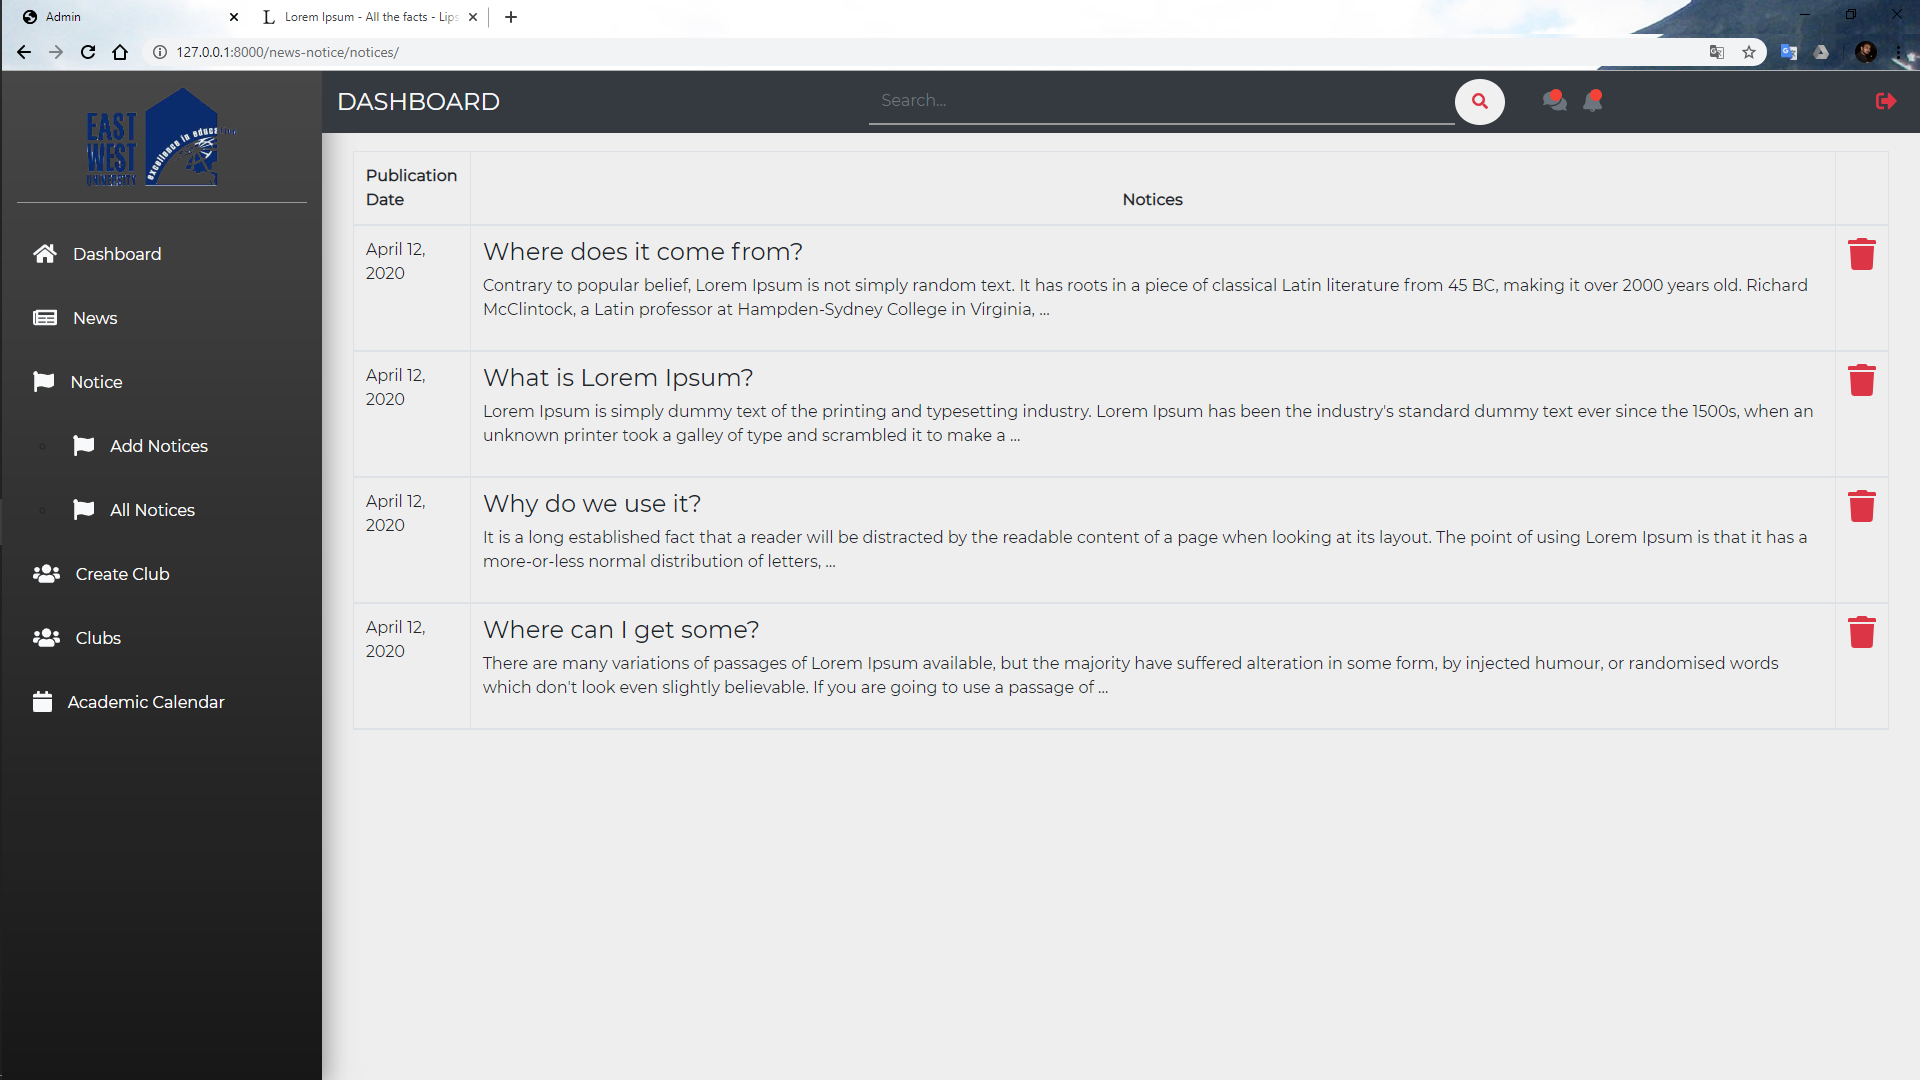 Admin
Lorem Ipsum - All the facts - Lips
127.0.0.1:8000/news-notice/notices/
EAST
WEST
UNIVERSITY
excellence in education
DASHBOARD
Search...
Dashboard
News
Notice
Add Notices
All Notices
Create Club
Clubs
Academic Calendar
Publication
Date
Notices
April 12,
2020
Where does it come from?
Contrary to popular belief, Lorem Ipsum is not simply random text. It has roots in a piece of classical Latin literature from 45 BC, making it over 2000 years old. Richard
McClintock, a Latin professor at Hampden-Sydney College in Virginia, ...
April 12,
2020
What is Lorem Ipsum?
Lorem Ipsum is simply dummy text of the printing and typesetting industry. Lorem Ipsum has been the industry's standard dummy text ever since the 1500s, when an
unknown printer took a galley of type and scrambled it to make a ...
April 12,
2020
Why do we use it?
It is a long established fact that a reader will be distracted by the readable content of a page when looking at its layout. The point of using Lorem Ipsum is that it has a
more-or-less normal distribution of letters, ...
April 12,
2020
Where can I get some?
There are many variations of passages of Lorem Ipsum available, but the majority have suffered alteration in some form, by injected humour, or randomised words
which don't look even slightly believable. If you are going to use a passage of ...